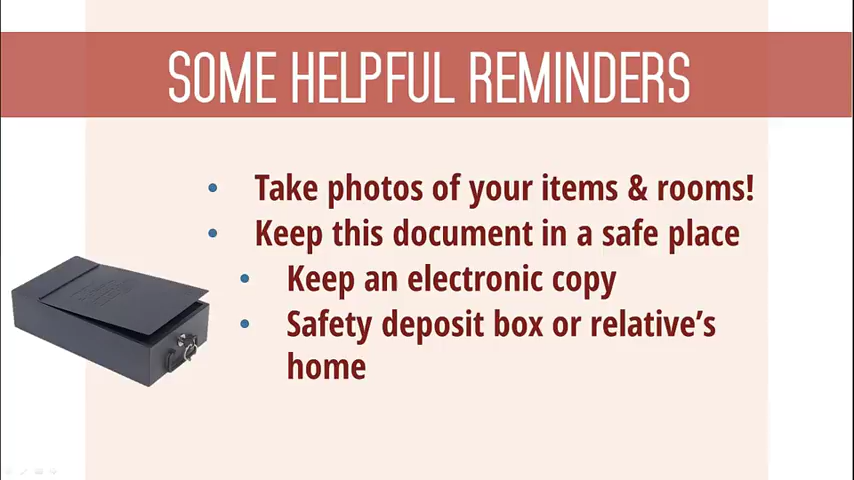 SOME HELPFUL REMINDERS
• Take photos of your items & rooms!
• Keep this document in a safe place
• Keep an electronic copy
• Safety deposit box or relative’s
home